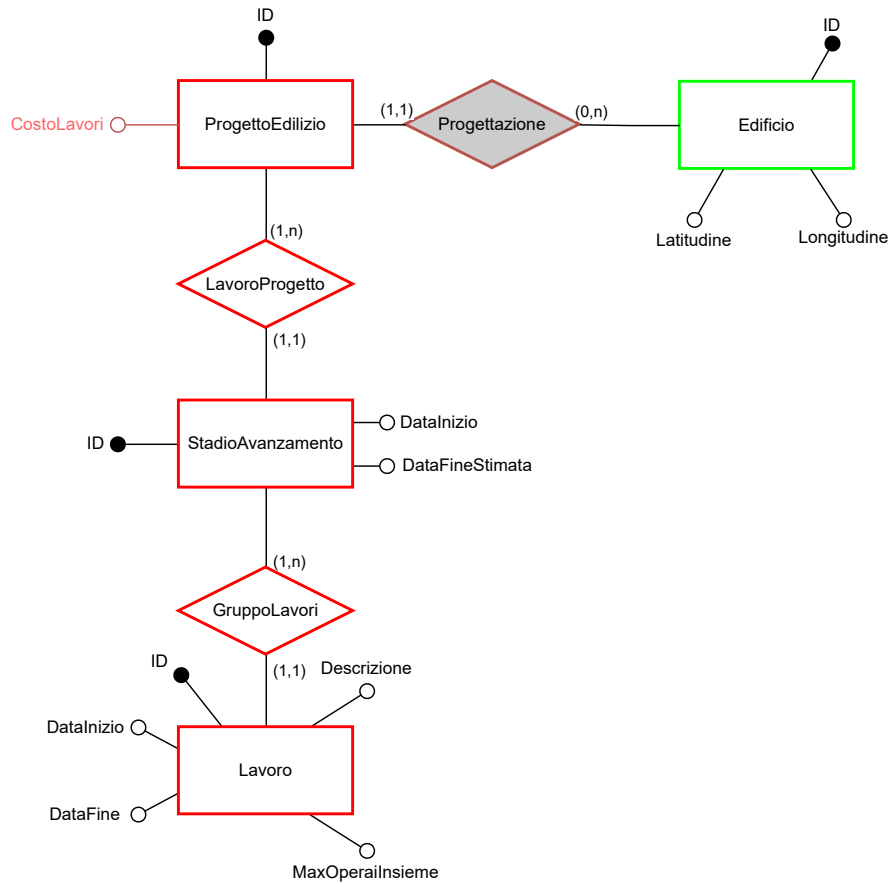 ID
ID
CostoLavori
ProgettoEdilizio
(1,1)
Progettazione
(0,n)
Edificio
Latitudine
Longitudine
(1,n)
LavoroProgetto
(1,1)
ID
StadioAvanzamento
DataInizio
DataFineStimata
(1,n)
GruppoLavori
(1,1)
ID
Descrizione
DataInizio
Lavoro
DataFine
MaxOperaiInsieme